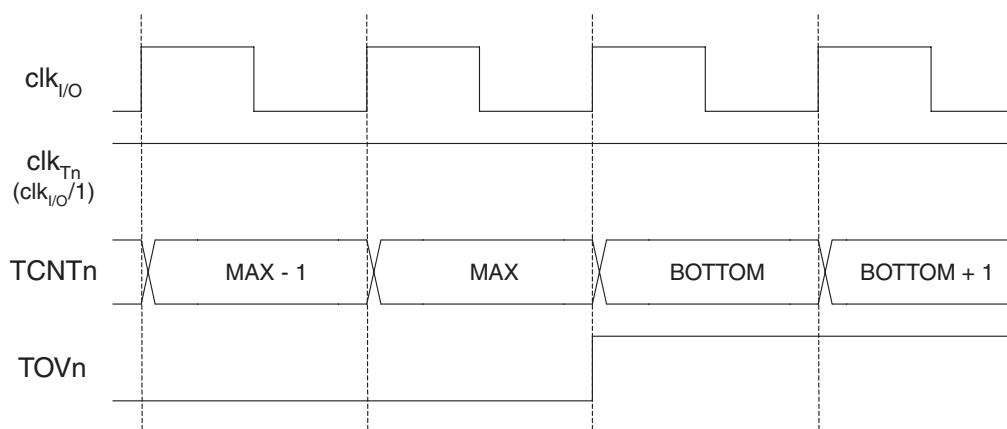 clkI/O
clkTn
(clkI/O/1)
TCNTn MAX - 1 MAX BOTTOM BOTTOM + 1
TOVn